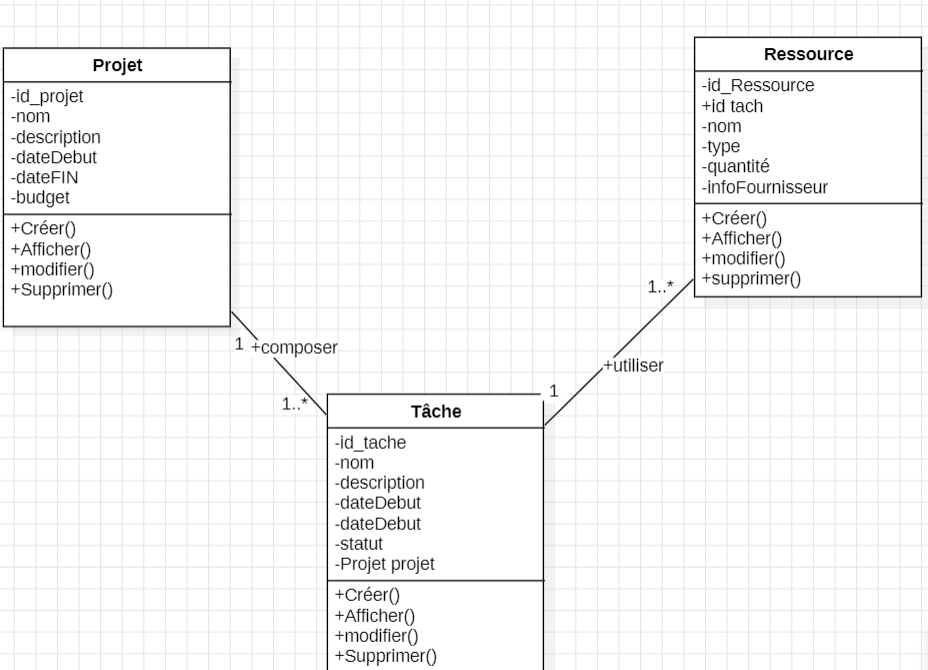 Projet
-id_projet
-nom
-description
-dateDebut
-dateFIN
-budget
+Créer()
+Afficher()
+modifier()
+Supprimer()
Ressource
-id_Ressource
+id tach
-nom
-type
-quantité
-infoFournisseur
+Créer()
+Afficher()
+modifier()
+supprimer()
1
+composer
1..*
1..*
+utiliser
1
Tâche
-id_tache
-nom
-description
-dateDebut
-dateDebut
-statut
-Projet projet
+Créer()
+Afficher()
+modifier()
+Supprimer()